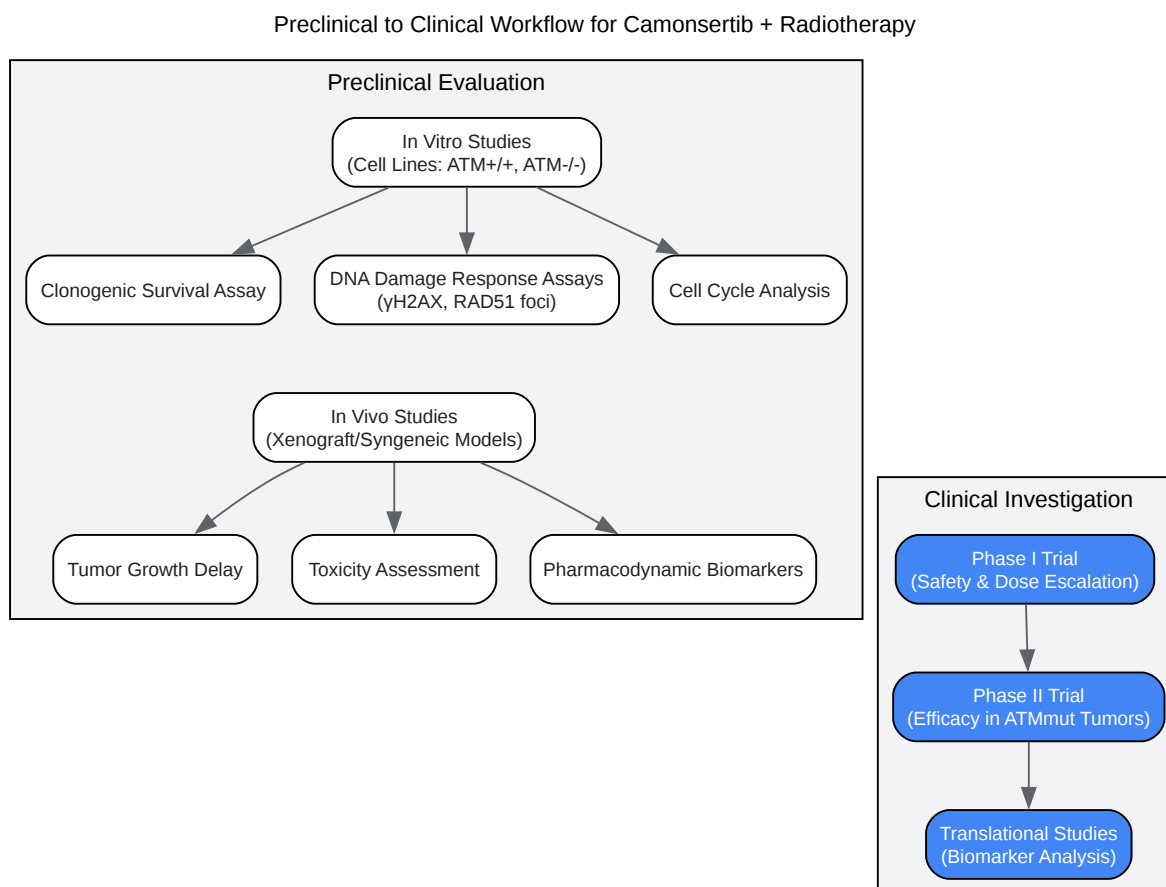 Preclinical to Clinical Workflow for Camonsertib + Radiotherapy
Preclinical Evaluation
In Vitro Studies
(Cell Lines: ATM+/+, ATM-/-)
Clonogenic Survival Assay
DNA Damage Response Assays
(γH2AX, RAD51 foci)
Cell Cycle Analysis
In Vivo Studies
(Xenograft/Syngeneic Models)
Tumor Growth Delay
Toxicity Assessment
Pharmacodynamic Biomarkers
Clinical Investigation
Phase I Trial
(Safety & Dose Escalation)
Phase II Trial
(Efficacy in ATMmut Tumors)
Translational Studies
(Biomarker Analysis)